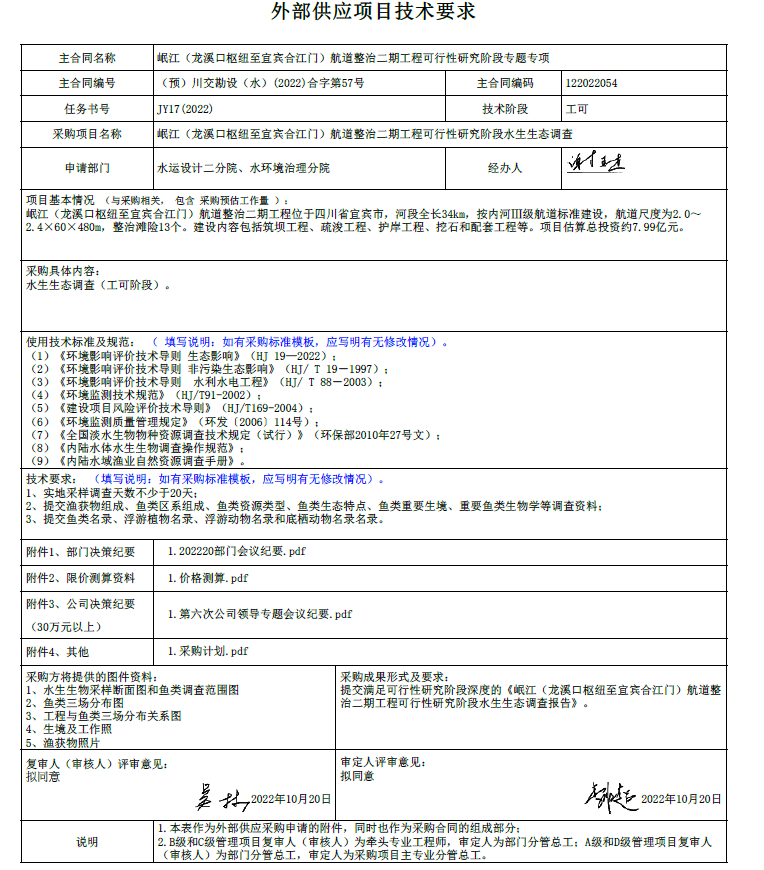 外部供应项目技术要求
主合同名称 岷江（龙溪口枢纽至宜宾合江门）航道整治二期工程可行性研究阶段专题专项
主合同编号 （预）川交勘设（水）(2022)合字第57号 主合同编码 122022054
任务书号 JY17(2022) 技术阶段 工可
采购项目名称 岷江（龙溪口枢纽至宜宾合江门）航道整治二期工程可行性研究阶段水生生态调查
申请部门 水运设计二分院、水环境治理分院 经办人
项目基本情况 （与采购相关， 包含 采购预估工作量 ）：
岷江（龙溪口枢纽至宜宾合江门）航道整治二期工程位于四川省宜宾市，河段全长34km，按内河Ⅲ级航道标准建设，航道尺度为2.0～
2.4×60×480m，整治滩险13个。建设内容包括筑坝工程、疏浚工程、护岸工程、挖石和配套工程等。项目估算总投资约7.99亿元。
采购具体内容：
水生生态调查（工可阶段）。
使用技术标准及规范： （ 填写说明：如有采购标准模板，应写明有无修改情况）。
（1）《环境影响评价技术导则 生态影响》（HJ 19—2022）；
（2）《环境影响评价技术导则 非污染生态影响》（HJ/ T 19－1997）；
（3）《环境影响评价技术导则 水利水电工程》（HJ/ T 88－2003）；
（4）《环境监测技术规范》（HJ/T91-2002）；
（5）《建设项目风险评价技术导则》（HJ/T169-2004）；
（6）《环境监测质量管理规定》（环发〔2006〕114号）；
（7）《全国淡水生物物种资源调查技术规定（试行）》（环保部2010年27号文）；
（8）《内陆水体水生生物调查操作规范》；
（9）《内陆水域渔业自然资源调查手册》。
技术要求： （填写说明：如有采购标准模板，应写明有无修改情况）。
1、实地采样调查天数不少于20天；
2、提交渔获物组成、鱼类区系组成、鱼类资源类型、鱼类生态特点、鱼类重要生境、重要鱼类生物学等调查资料；
3、提交鱼类名录、浮游植物名录、浮游动物名录和底栖动物名录名录。
附件1、部门决策纪要 1.202220部门会议纪要.pdf
附件2、限价测算资料 1.价格测算.pdf
附件3、公司决策纪要
（30万元以上） 1.第六次公司领导专题会议纪要.pdf
附件4、其他 1.采购计划.pdf
采购方将提供的图件资料：
1、水生生物采样断面图和鱼类调查范围图
2、鱼类三场分布图
3、工程与鱼类三场分布关系图
4、生境及工作照
5、渔获物照片
采购成果形式及要求：
提交满足可行性研究阶段深度的《岷江（龙溪口枢纽至宜宾合江门）航道整
治二期工程可行性研究阶段水生生态调查报告》。
复审人（审核人）评审意见：
拟同意
2022年10月20日
审定人评审意见：
拟同意
2022年10月20日
说明
1.本表作为外部供应采购申请的附件，同时也作为采购合同的组成部分；
2.B级和C级管理项目复审人（审核人）为牵头专业工程师，审定人为部门分管总工；A级和D级管理项目复审人
（审核人）为部门分管总工，审定人为采购项目主专业分管总工。